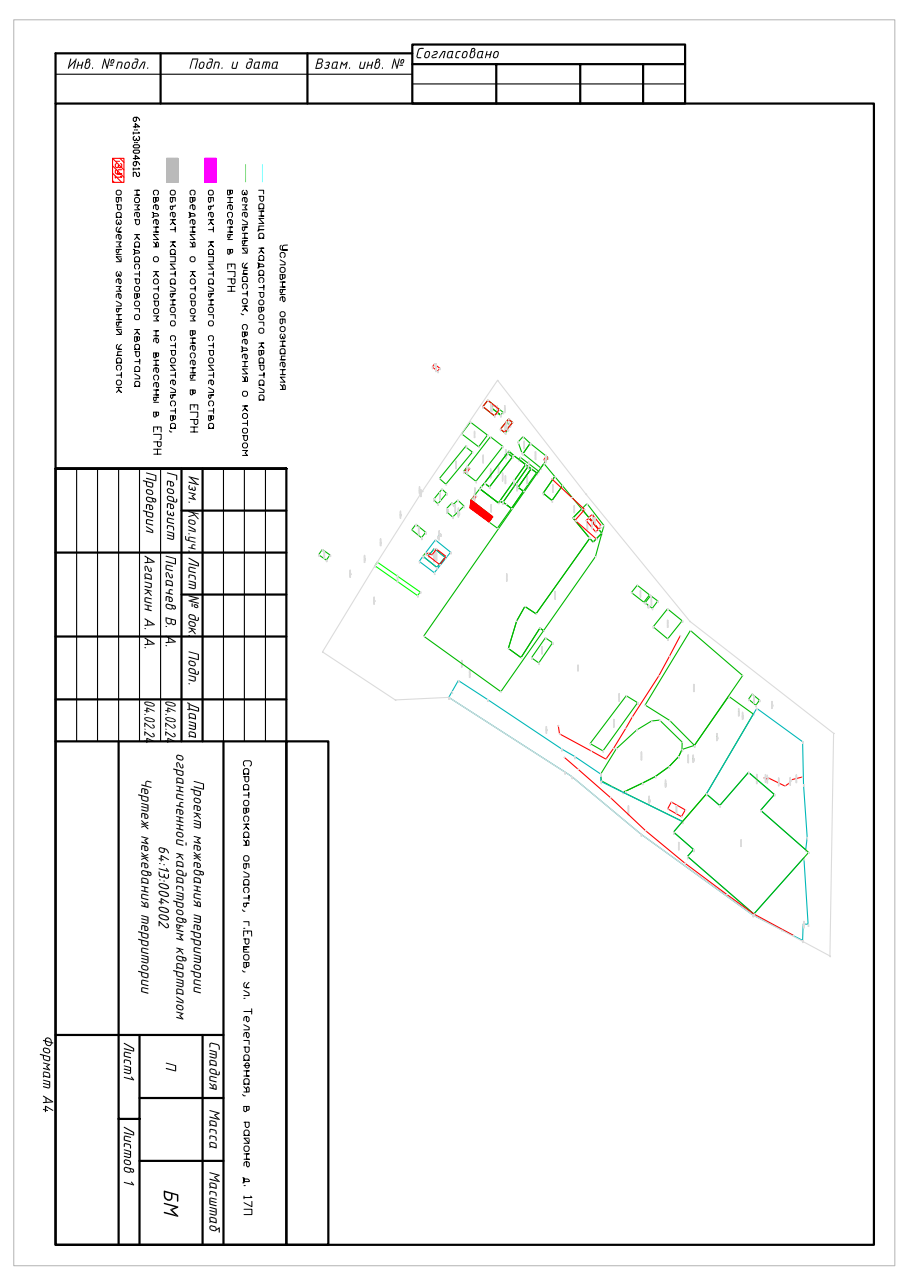 Согласовано
Инв. №подл.
Подп. и дата
Взам. инв. №
Условные обозначения
граница кадастрового квартала
земельный участок, сведения о котором
внесены в ЕГРН
объект капитального строительства
сведения о котором внесены в ЕГРН
объект капитального строительства,
сведения о котором не внесены в ЕГРН
64:13:004612 номер кадастрового квартала
:ЗУ1 образуемый земельный участок
Изм. Кол.уч. Лист № док Подп. Дата
Геодезист Пигачев В. А. 04.02.24
Проверил Агапкин А. А. 04.02.24
Саратовская область, г.Ершов, ул. Телеграфная, в районе д. 17П
Проект межевания территории
ограниченной кадастровым кварталом
64:13:004002
Чертеж межевания территории
Стадия Масса Масштаб
П БМ
Лист1 Листов 1
Формат А4